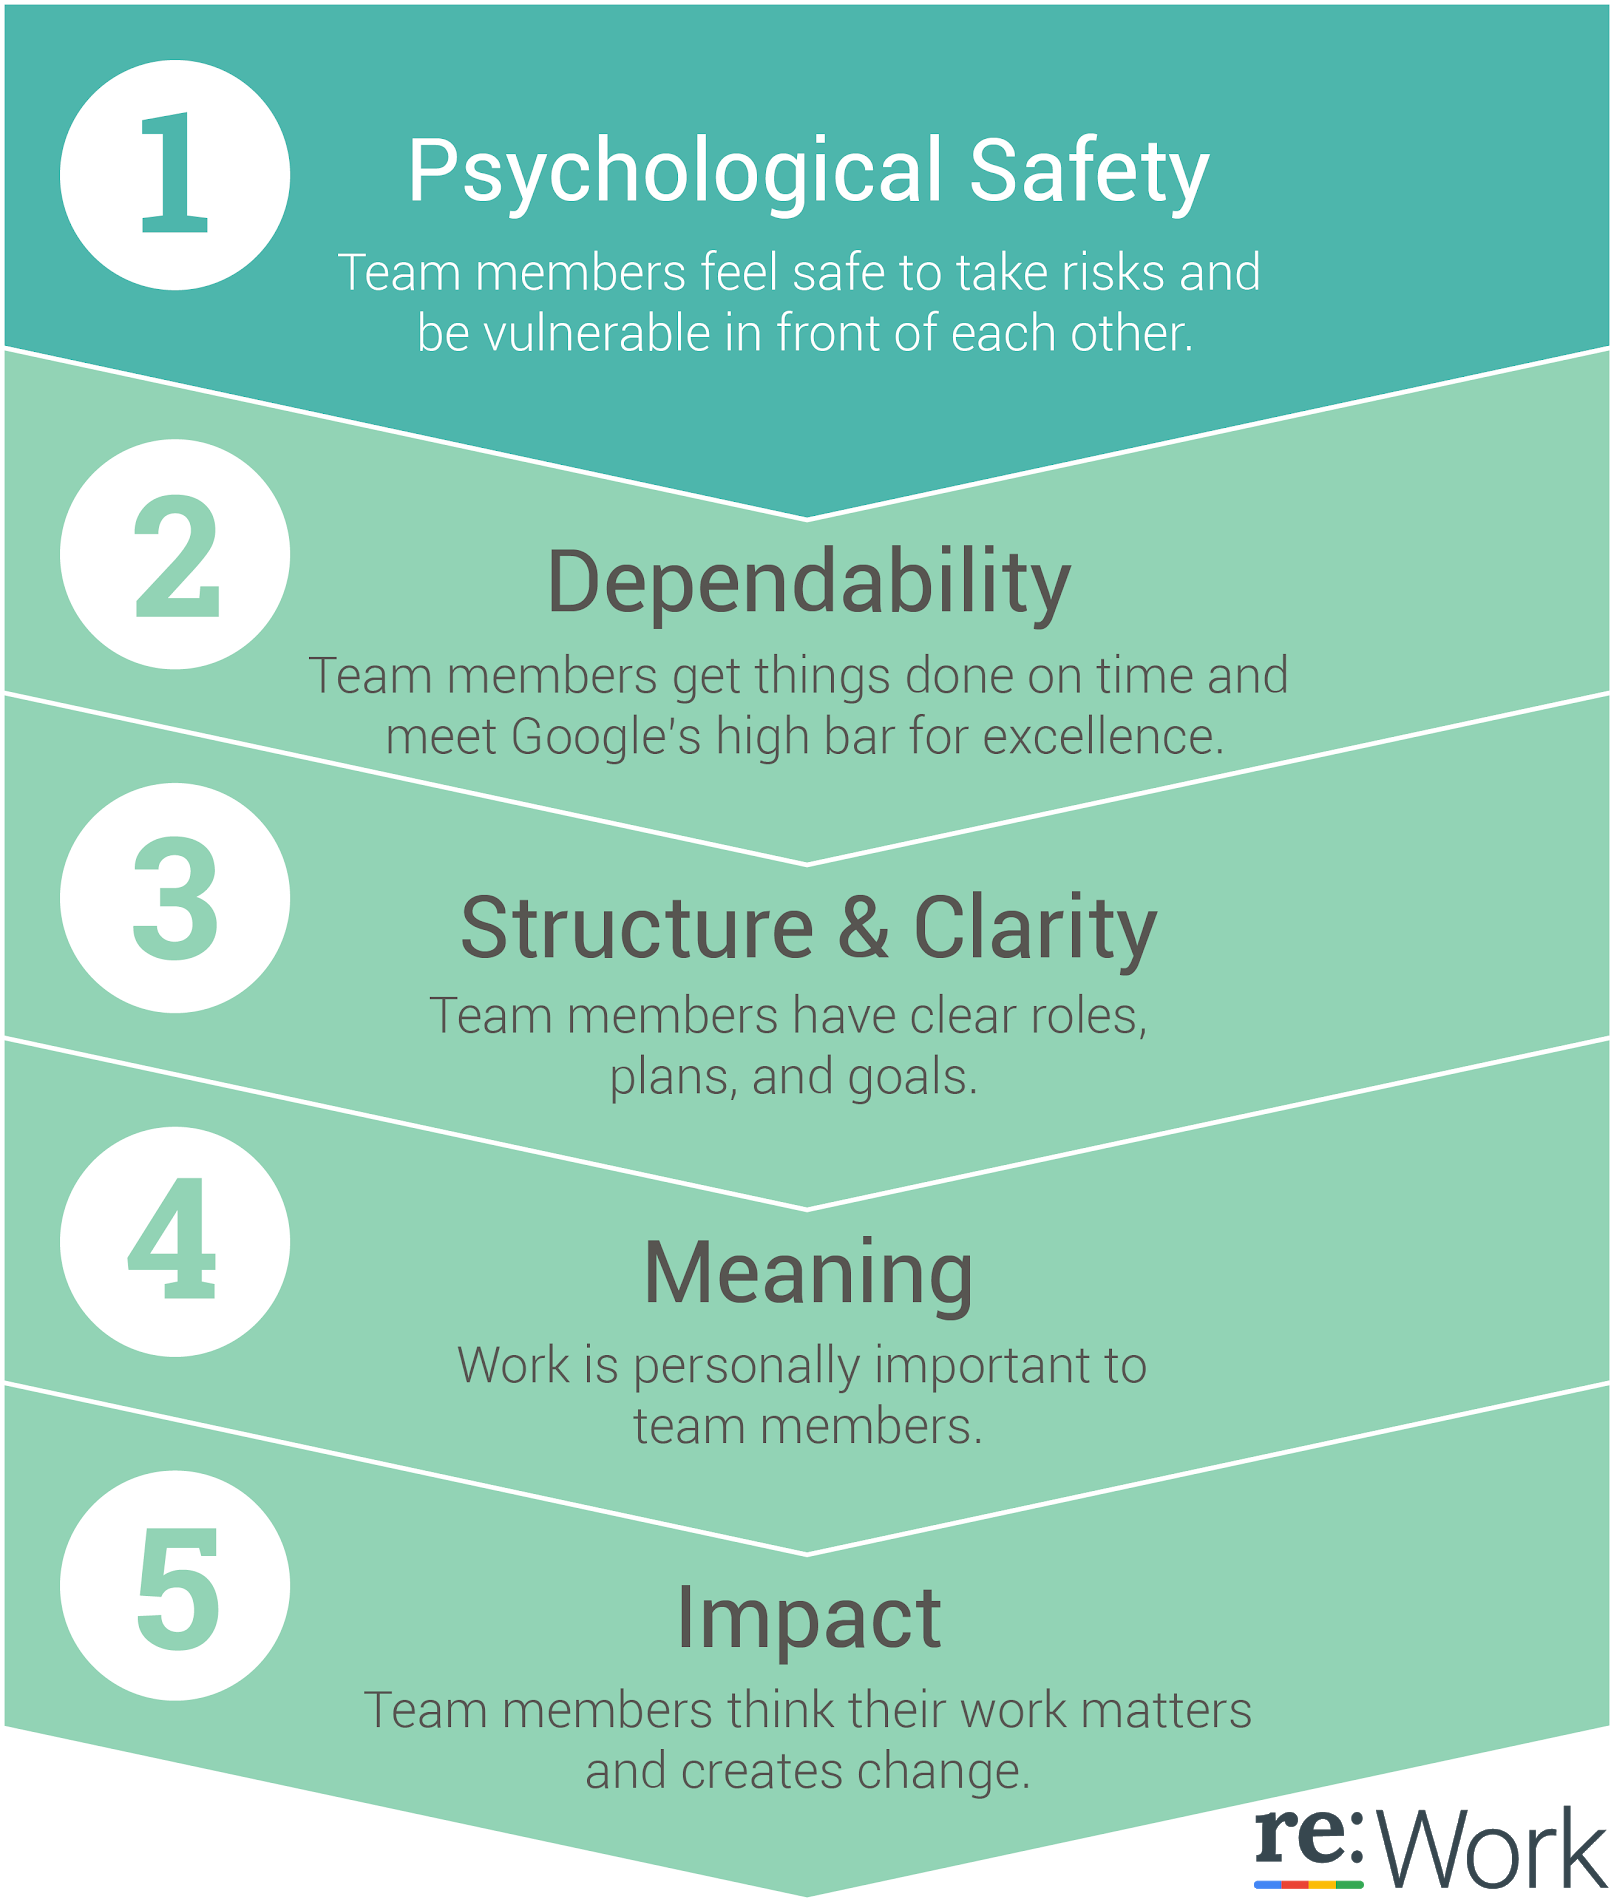 1
Psychological Safety
Team members feel safe to take risks and
be vulnerable in front of each other.
2
Dependability
Team members get things done on time and
meet Google's high bar for excellence.
3
Structure & Clarity
Team members have clear roles,
plans, and goals.
4
Meaning
Work is personally important to
team members.
5
Impact
Team members think their work matters
and creates change.
re:Work